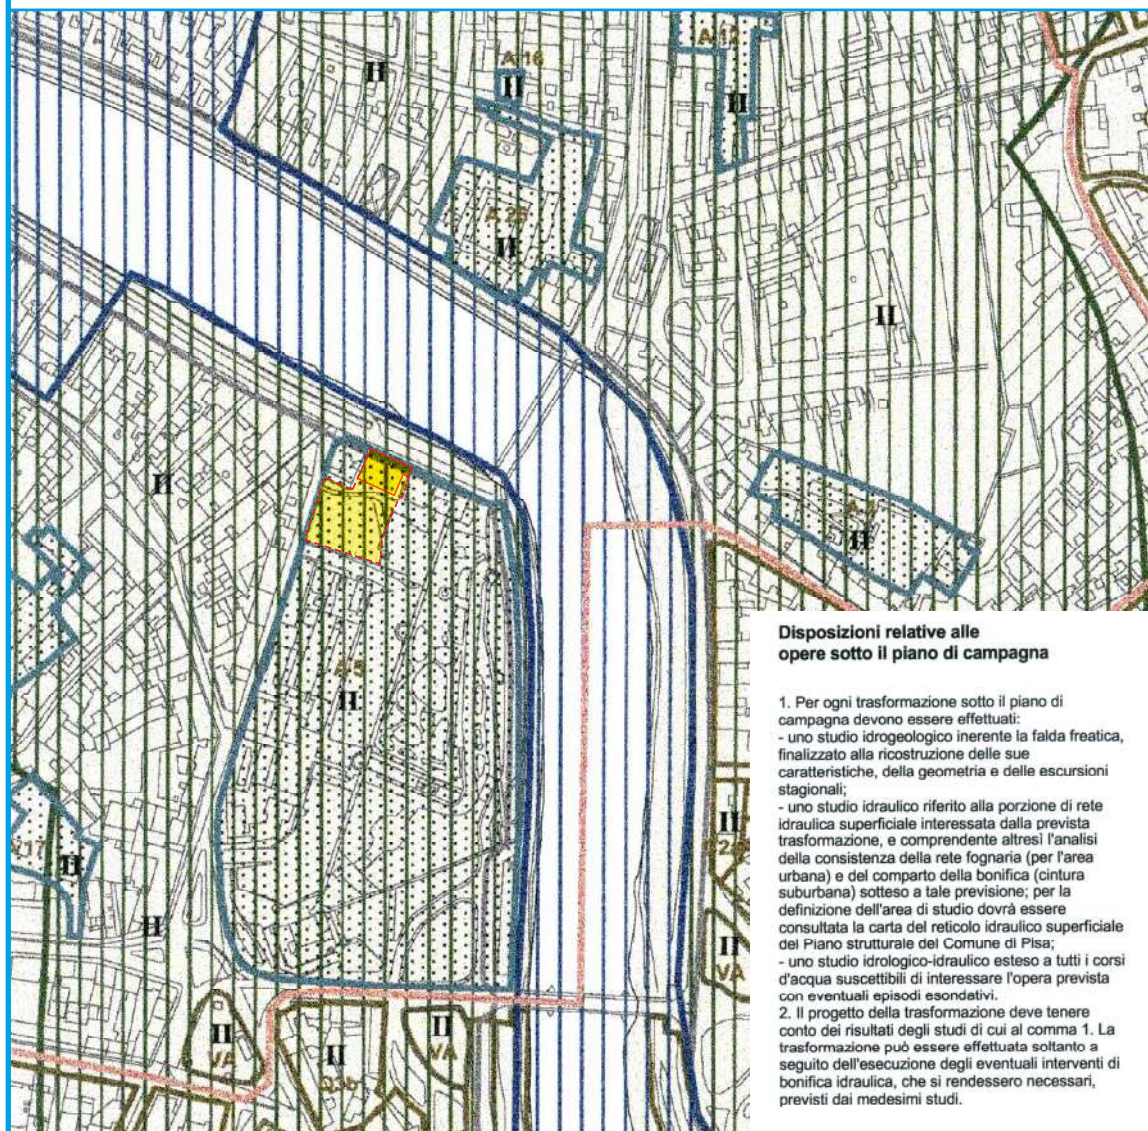 A 12
A 16
II
II
II
A 26
II
II
II
A 4
II
A 5
II
Disposizioni relative alle
opere sotto il piano di campagna
1. Per ogni trasformazione sotto il piano di
campagna devono essere effettuati:
- uno studio idrogeologico inerente la falda freatica,
finalizzato alla ricostruzione delle sue
caratteristiche, della geometria e delle escursioni
stagionali;
- uno studio idraulico riferito alla porzione di rete
idraulica superficiale interessata dalla prevista
trasformazione, e comprendente altresì l'analisi
della consistenza della rete fognaria (per l'area
urbana) e del comparto della bonifica (cintura
suburbana) sotteso a tale previsione; per la
definizione dell'area di studio dovrà essere
consultata la carta del reticolo idraulico superficiale
del Piano strutturale del Comune di Pisa;
- uno studio idrologico-idraulico esteso a tutti i corsi
d'acqua suscettibili di interessare l'opera prevista
con eventuali episodi esondativi.
2. Il progetto della trasformazione deve tenere
conto dei risultati degli studi di cui al comma 1. La
trasformazione può essere effettuata soltanto a
seguito dell'esecuzione degli eventuali interventi di
bonifica idraulica, che si rendessero necessari,
previsti dai medesimi studi.
II
17
II
II
II
VA
II
VA
II
II
VA